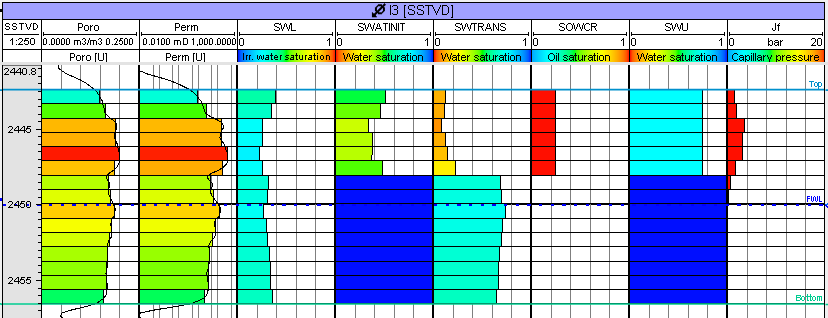 I3 [SSTVD]
SSTVD Poro Perm SWL SWATINIT SWTRANS SOWCR SWU Jf
1:250 0.0000 m3/m3 0.2500 0.0100 mD 1,000.0000 0 1 0 1 0 1 0 1 0 1 0 bar 20
Poro [U] Perm [U] Irr. water saturation Water saturation Water saturation Oil saturation Water saturation Capillary pressure
2440.8
Top
2445
FWL
2450
2455
Bottom